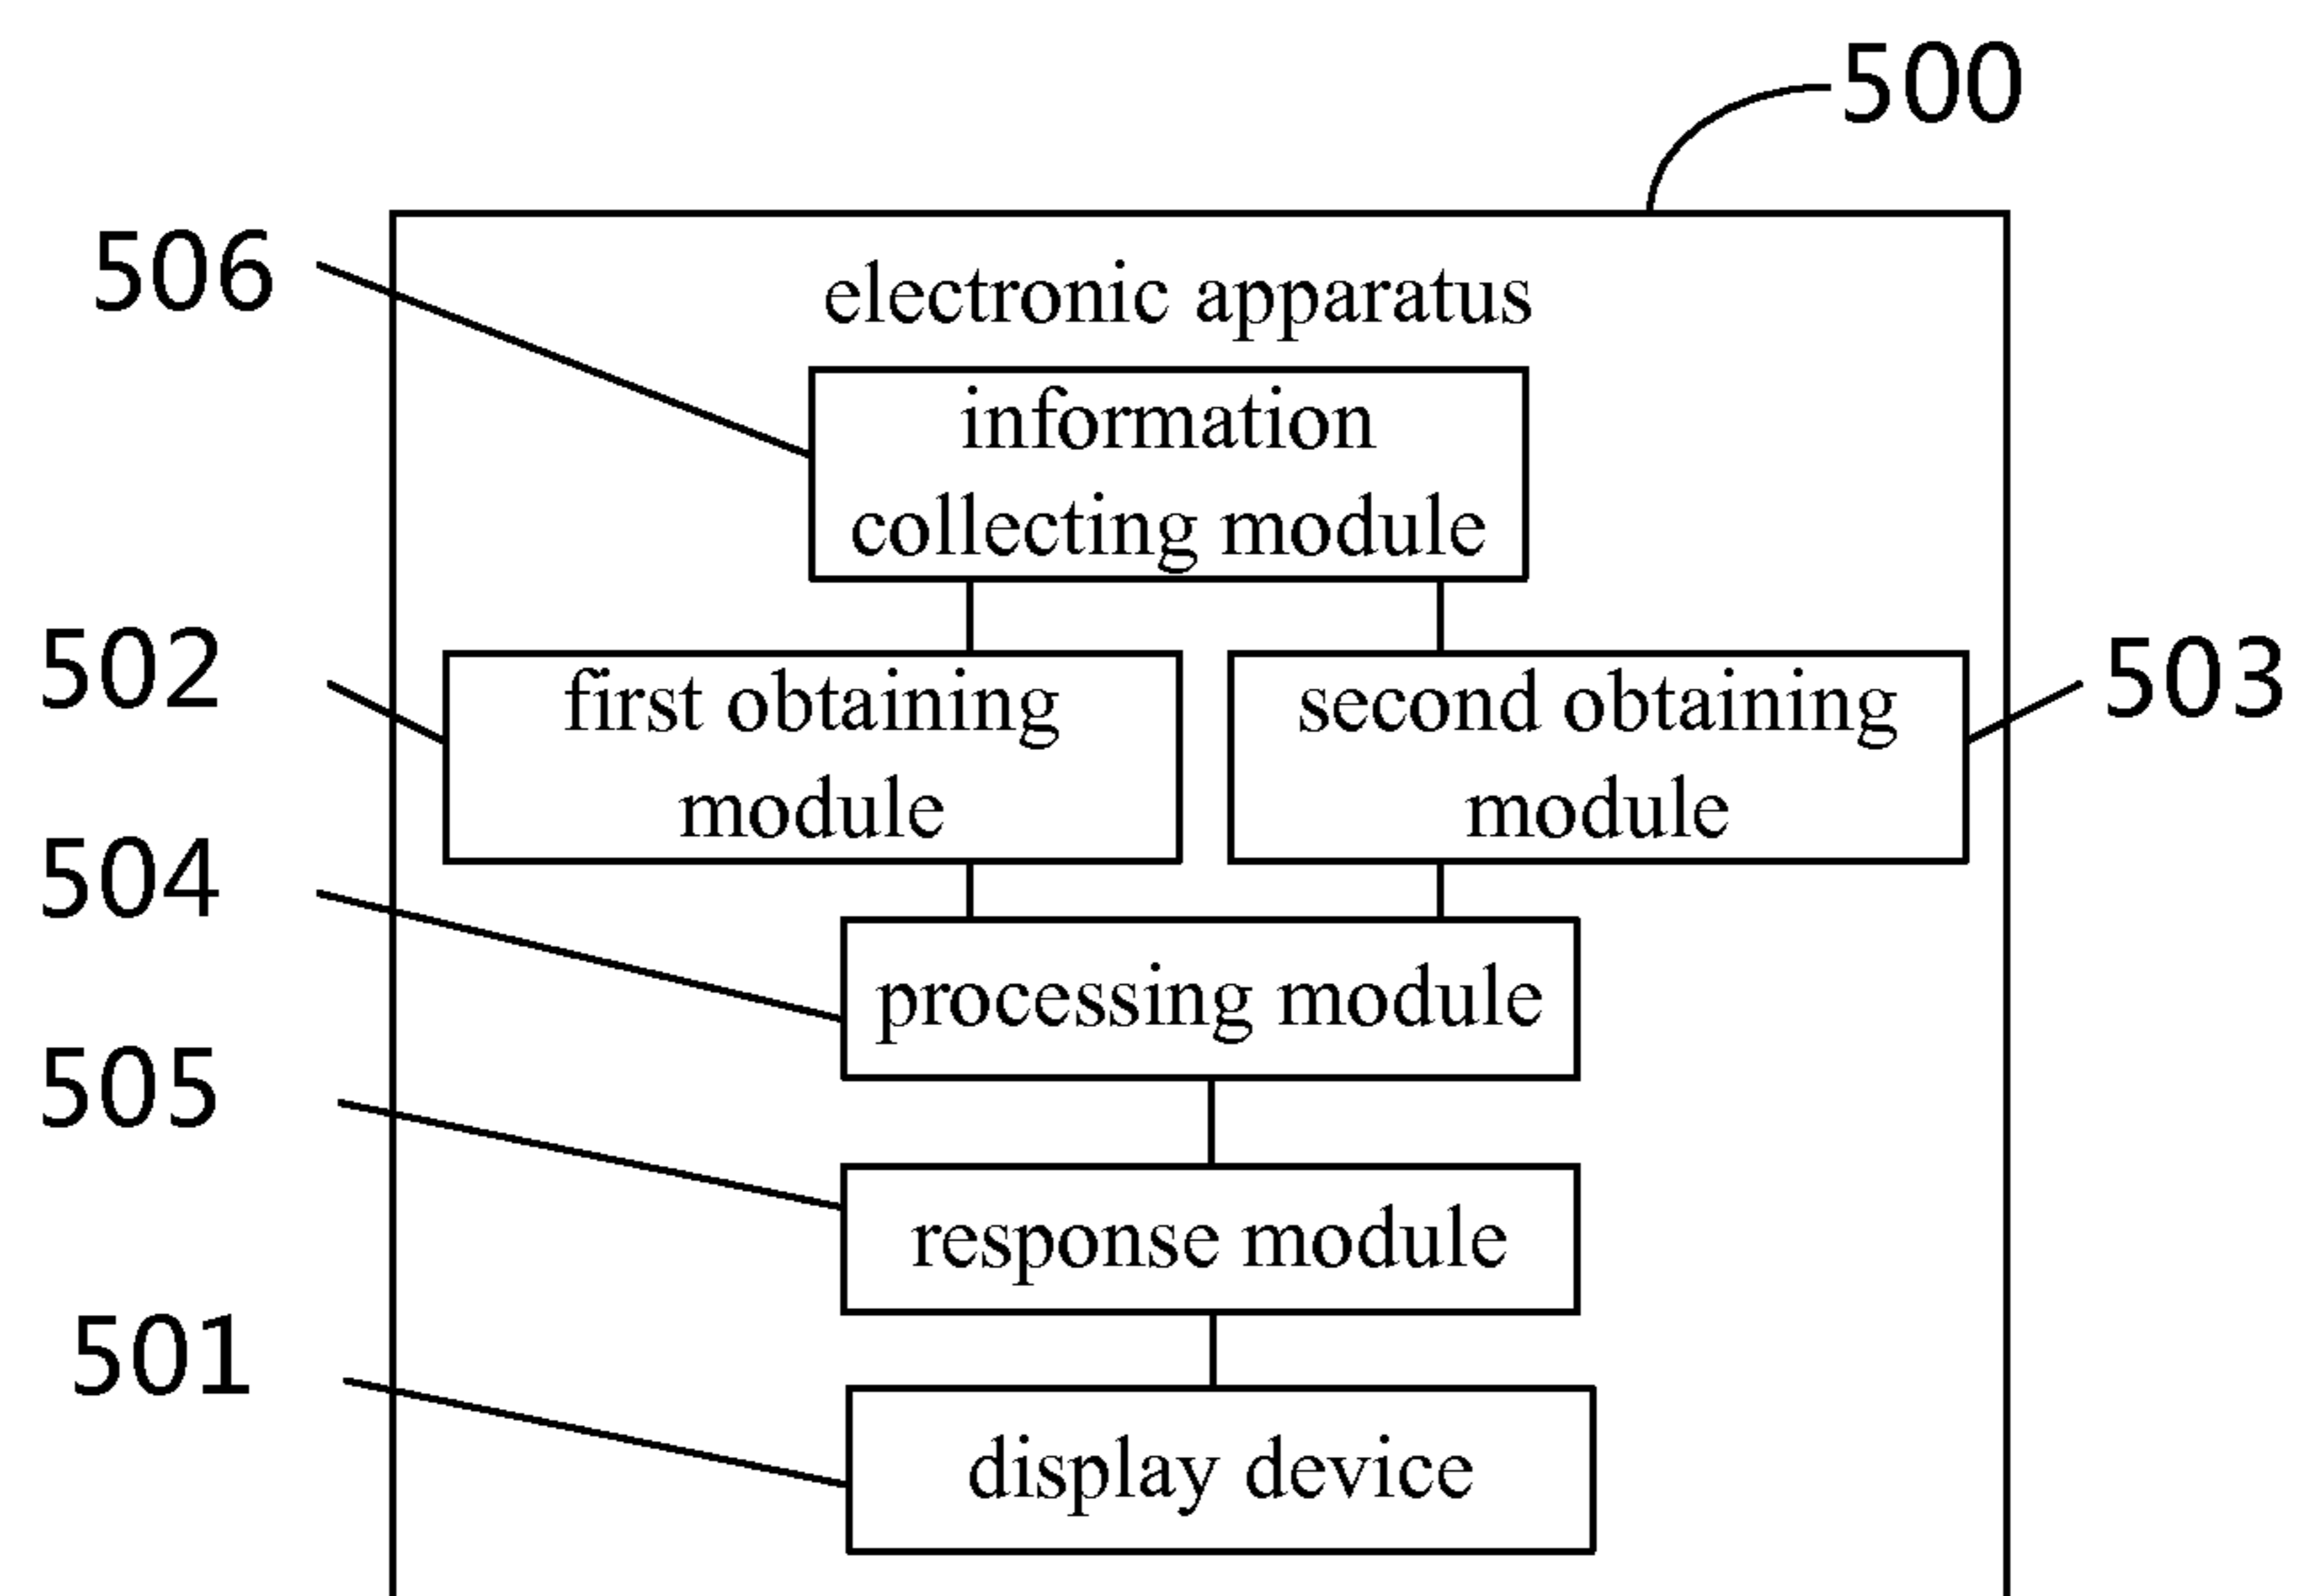 500
506
electronic apparatus
information
collecting module
502
first obtaining
module
second obtaining
module
503
504
processing module
505
response module
501
display device